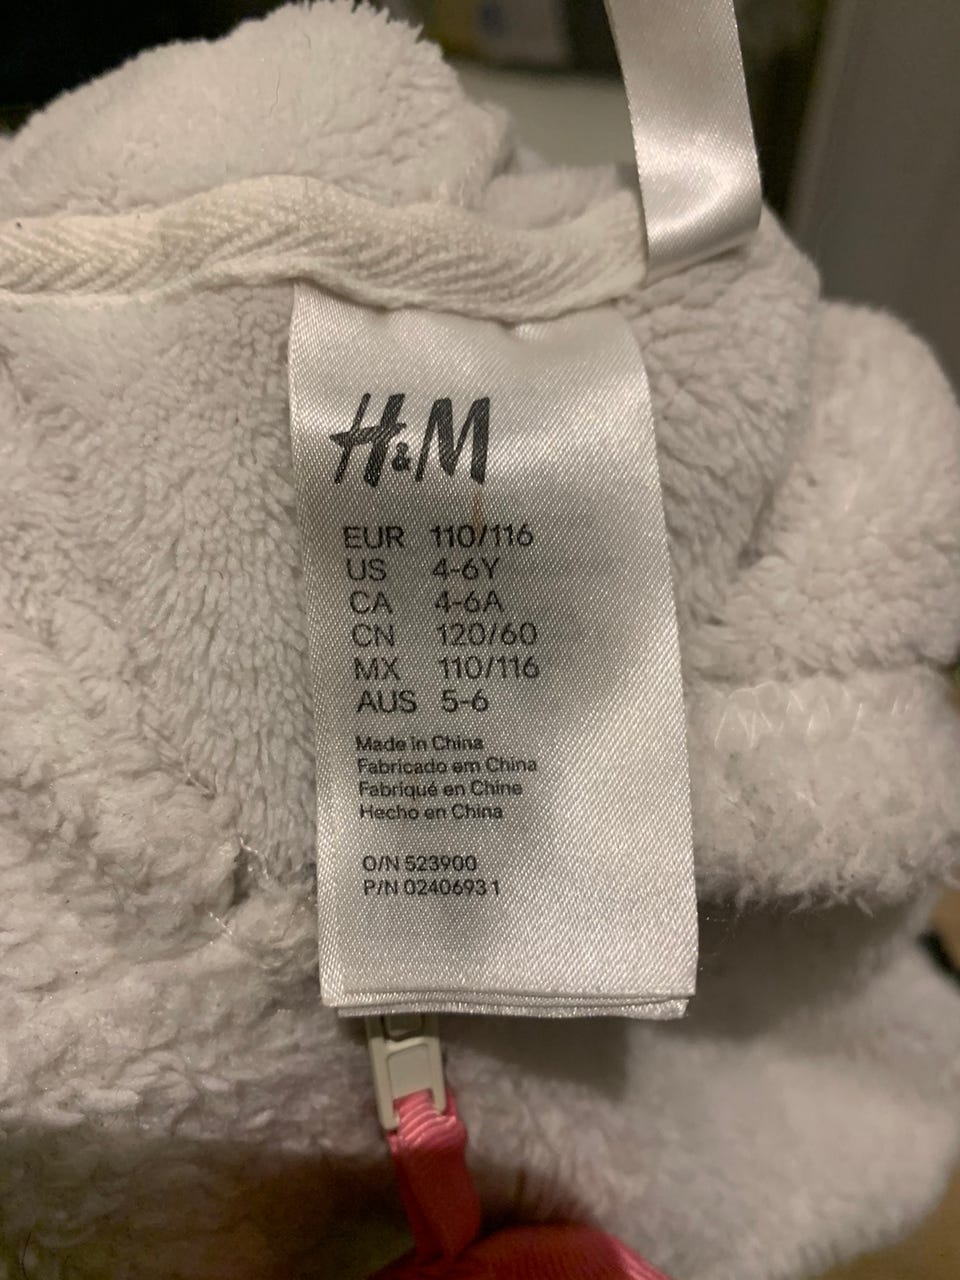 H&M
EUR 110/116
US 4-6Y
CA 4-6A
CN 120/60
MX 110/116
AUS 5-6
Made in China
Fabricado em China
Fabriqué en Chine
Hecho en China
O/N 523900
P/N 02406931